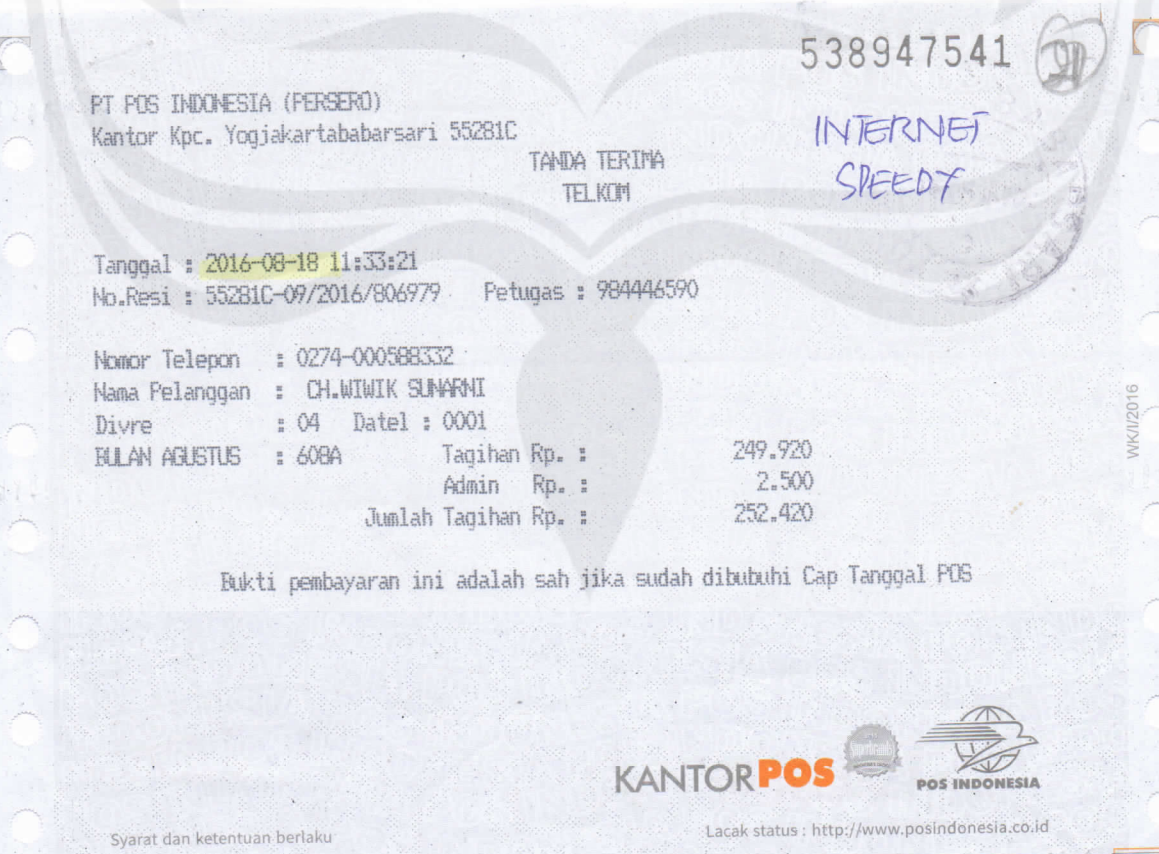 538947541
PT POS INDONESIA (PERSERO)
Kantor Kpc. Yogjakartababarsari 55281C
INTERNET
SPEEDY
TANDA TERIMA
TELKOM
Tanggal : 2016-08-18 11:33:21
No.Resi : 55281C-09/2016/806979 Petugas : 984446590
Nomor Telepon : 0274-000588332
Nama Pelanggan : CH.WIWIK SUNARNI
Divre : 04 Datel : 0001
BULAN AGUSTUS : 608A Tagihan Rp. : 249.920
Admin Rp. : 2.500
Jumlah Tagihan Rp. : 252.420
Bukti pembayaran ini adalah sah jika sudah dibubuhi Cap Tanggal POS
WK/I/2016
Superbrands
KANTORPOS
POS INDONESIA
Syarat dan ketentuan berlaku
Lacak status : http://www.posindonesia.co.id